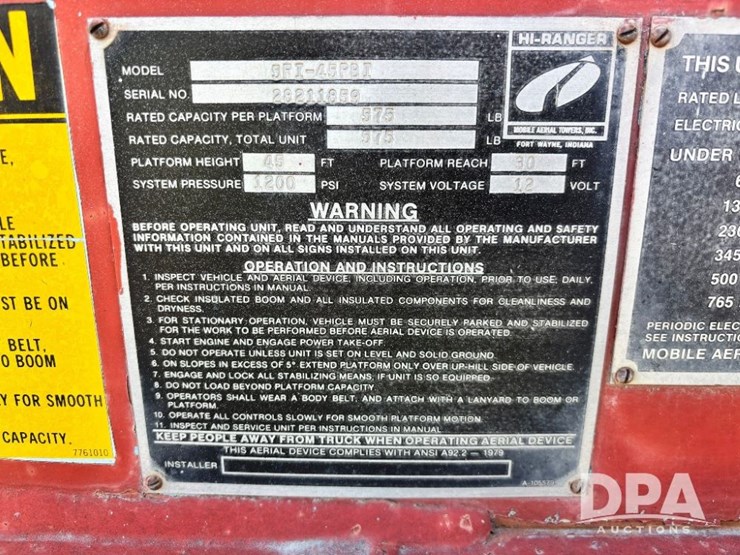 N
E,
LE
TABILIZED
BEFORE
UST BE ON
BELT,
O BOOM
LY FOR SMOOTH
CAPACITY.
7761010
HI-RANGER
MOBILE AERIAL TOWERS, INC.
FORT WAYNE, INDIANA
MODEL
SERIAL NO.
RATED CAPACITY PER PLATFORM 575 LB
RATED CAPACITY, TOTAL UNIT 575 LB
PLATFORM HEIGHT 45 FT PLATFORM REACH 30 FT
SYSTEM PRESSURE 1200 PSI SYSTEM VOLTAGE 12 VOLT
WARNING
BEFORE OPERATING UNIT, READ AND UNDERSTAND ALL OPERATING AND SAFETY
INFORMATION CONTAINED IN THE MANUALS PROVIDED BY THE MANUFACTURER
WITH THIS UNIT AND ON ALL SIGNS INSTALLED ON THIS UNIT.
OPERATION AND INSTRUCTIONS
1. INSPECT VEHICLE AND AERIAL DEVICE, INCLUDING OPERATION, PRIOR TO USE, DAILY,
PER INSTRUCTIONS IN MANUAL.
2. CHECK INSULATED BOOM AND ALL INSULATED COMPONENTS FOR CLEANLINESS AND
DRYNESS.
3. FOR STATIONARY OPERATION, VEHICLE MUST BE SECURELY PARKED AND STABILIZED
FOR THE WORK TO BE PERFORMED BEFORE AERIAL DEVICE IS OPERATED.
4. START ENGINE AND ENGAGE POWER TAKE-OFF.
5. DO NOT OPERATE UNLESS UNIT IS SET ON LEVEL AND SOLID GROUND.
6. ON SLOPES IN EXCESS OF 5° EXTEND PLATFORM ONLY OVER UP-HILL SIDE OF VEHICLE.
7. ENGAGE AND LOCK ALL STABILIZING MEANS, IF UNIT IS SO EQUIPPED.
8. DO NOT LOAD BEYOND PLATFORM CAPACITY.
9. OPERATORS SHALL WEAR A BODY BELT, AND ATTACH WITH A LANYARD TO BOOM OR
PLATFORM.
10. OPERATE ALL CONTROLS SLOWLY FOR SMOOTH PLATFORM MOTION.
11. INSPECT AND SERVICE UNIT PER INSTRUCTIONS IN MANUAL.
KEEP PEOPLE AWAY FROM TRUCK WHEN OPERATING AERIAL DEVICE
THIS AERIAL DEVICE COMPLIES WITH ANSI A92.2 — 1979
INSTALLER
THIS U
RATED L
ELECTRIC
UNDER
6
13
230
345
500
765
PERIODIC ELEC
SEE INSTRUCTIO
MOBILE AER
DPA
AUCTIONS